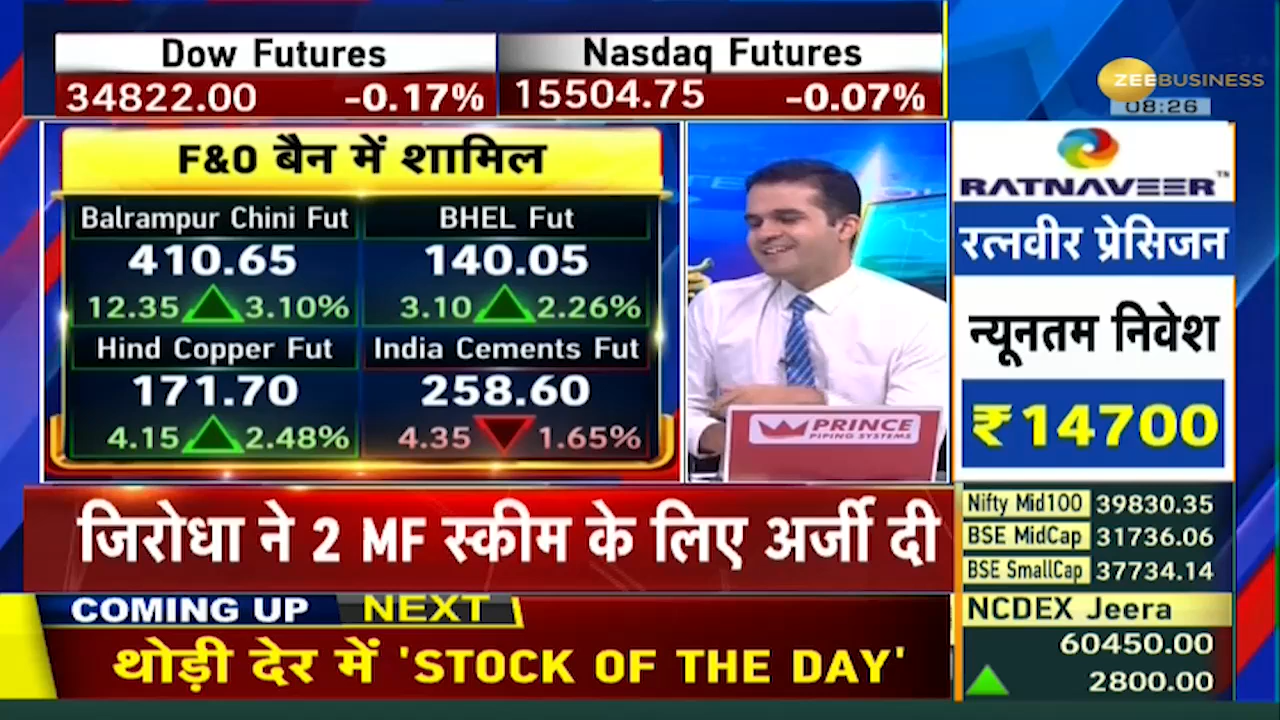 Dow Futures
34822.00 -0.17%
Nasdaq Futures
15504.75 -0.07%
ZEEBUSINESS
08:26
F&O बैन में शामिल
Balrampur Chini Fut
410.65
12.35 3.10%
BHEL Fut
140.05
3.10 2.26%
Hind Copper Fut
171.70
4.15 2.48%
India Cements Fut
258.60
4.35 1.65%
PRINCE
PIPING SYSTEMS
RATNAVEER™
रत्नवीर प्रेसिजन
न्यूनतम निवेश
₹14700
जिरोधा ने 2 MF स्कीम के लिए अर्जी दी
Nifty Mid100 39830.35
BSE MidCap 31736.06
BSE SmallCap 37734.14
NCDEX Jeera
60450.00
2800.00
COMING UP NEXT
थोड़ी देर में 'STOCK OF THE DAY'